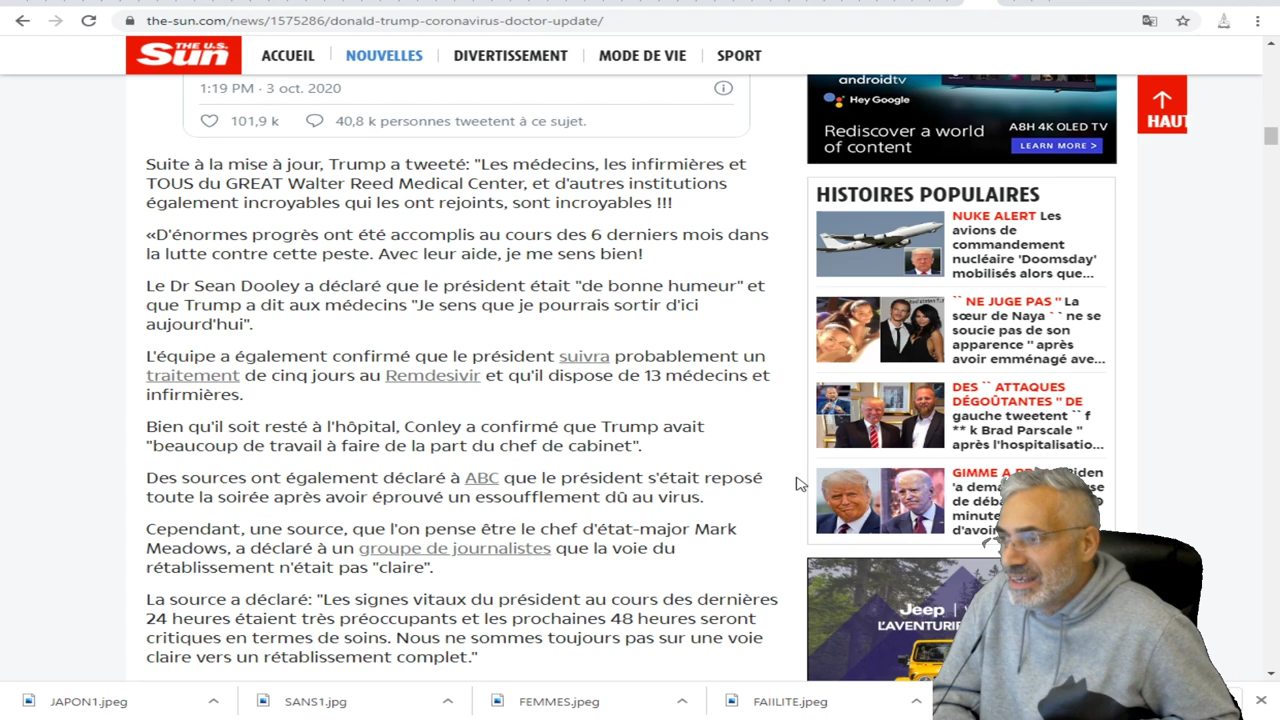 the-sun.com/news/1575286/donald-trump-coronavirus-doctor-update/
THE U.S.
Sun
ACCUEIL
NOUVELLES
DIVERTISSEMENT
MODE DE VIE
SPORT
1:19 PM · 3 oct. 2020
101,9 k
40,8 k personnes tweetent à ce sujet.
Suite à la mise à jour, Trump a tweeté: "Les médecins, les infirmières et
TOUS du GREAT Walter Reed Medical Center, et d'autres institutions
également incroyables qui les ont rejoints, sont incroyables !!!
«D'énormes progrès ont été accomplis au cours des 6 derniers mois dans
la lutte contre cette peste. Avec leur aide, je me sens bien!
Le Dr Sean Dooley a déclaré que le président était "de bonne humeur" et
que Trump a dit aux médecins "Je sens que je pourrais sortir d'ici
aujourd'hui".
L'équipe a également confirmé que le président suivra probablement un
traitement de cinq jours au Remdesivir et qu'il dispose de 13 médecins et
infirmières.
Bien qu'il soit resté à l'hôpital, Conley a confirmé que Trump avait
"beaucoup de travail à faire de la part du chef de cabinet".
Des sources ont également déclaré à ABC que le président s'était reposé
toute la soirée après avoir éprouvé un essoufflement dû au virus.
Cependant, une source, que l'on pense être le chef d'état-major Mark
Meadows, a déclaré à un groupe de journalistes que la voie du
rétablissement n'était pas "claire".
La source a déclaré: "Les signes vitaux du président au cours des dernières
24 heures étaient très préoccupants et les prochaines 48 heures seront
critiques en termes de soins. Nous ne sommes toujours pas sur une voie
claire vers un rétablissement complet."
androidtv
Hey Google
Rediscover a world
of content
A8H 4K OLED TV
LEARN MORE >
HAUT
HISTOIRES POPULAIRES
NUKE ALERT Les
avions de
commandement
nucléaire 'Doomsday'
mobilisés alors que...
`` NE JUGE PAS '' La
sœur de Naya ` ` ne se
soucie pas de son
apparence '' après
avoir emménagé ave...
DES `` ATTAQUES
DÉGOÛTANTES '' DE
gauche tweetent `` f
** k Brad Parscale ''
après l'hospitalisatio...
GIMME A
'a
de
minute
d'avoir
Jeep
L'AVENTURE
JAPON1.jpeg
SANS1.jpg
FEMMES.jpeg
FAIILITE.jpeg